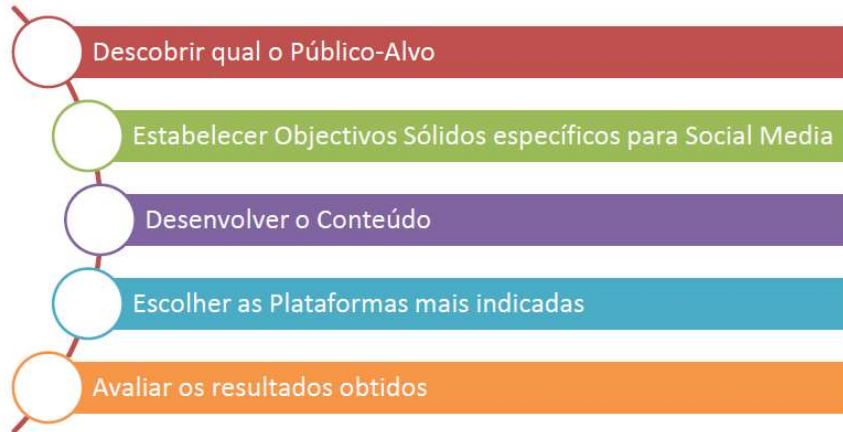 Descobrir qual o Público-Alvo
Estabelecer Objectivos Sólidos específicos para Social Media
Desenvolver o Conteúdo
Escolher as Plataformas mais indicadas
Avaliar os resultados obtidos